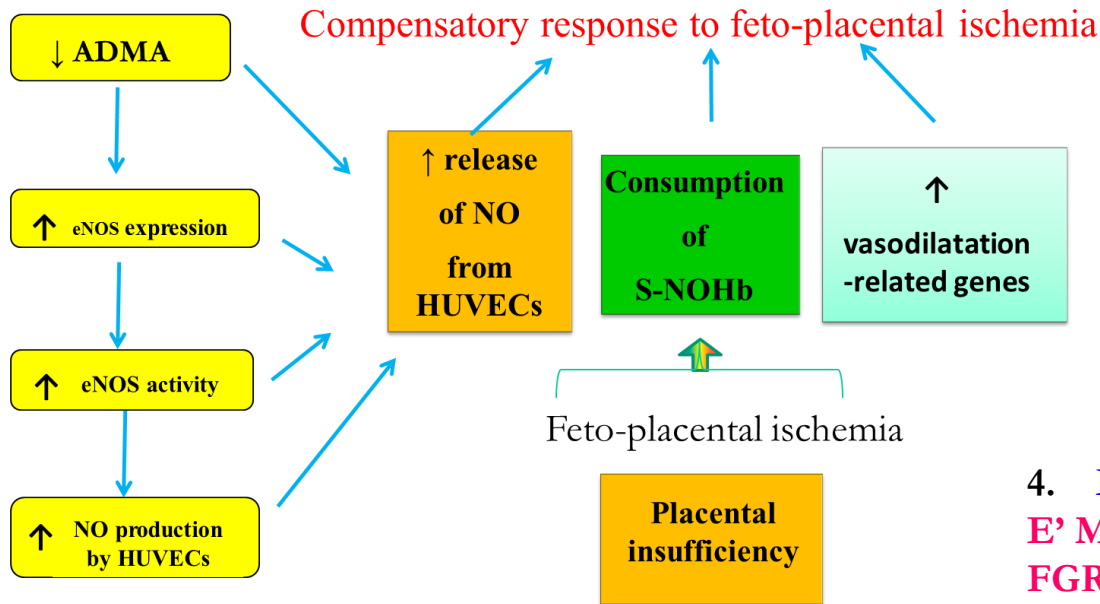 Compensatory response to feto-placental ischemia
↓ ADMA
↑ eNOS expression
↑ eNOS activity
↑ NO production
by HUVECs
↑ release
of NO
from
HUVECs
Consumption
of
S-NOHb
↑
vasodilatation
-related genes
Feto-placental ischemia
Placental
insufficiency
4.
E’
FGR